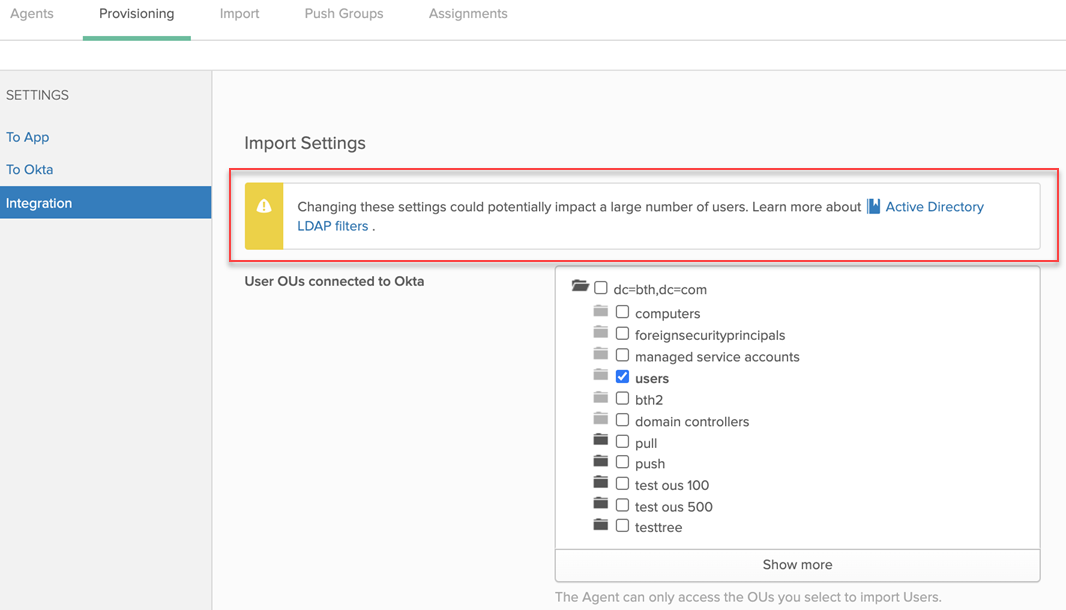 Agents Provisioning Import Push Groups Assignments
SETTINGS
To App
To Okta
Integration
Import Settings
Changing these settings could potentially impact a large number of users. Learn more about Active Directory
LDAP filters .
User OUs connected to Okta
dc=bth,dc=com
computers
foreignsecurityprincipals
managed service accounts
users
bth2
domain controllers
pull
push
test ous 100
test ous 500
testtree
Show more
The Agent can only access the OUs you select to import Users.